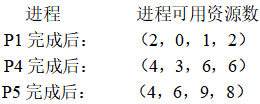 进程 进程可用资源数
P1 完成后： （2，0，1，2）
P4 完成后： （4，3，6，6）
P5 完成后： （4，6，9，8）